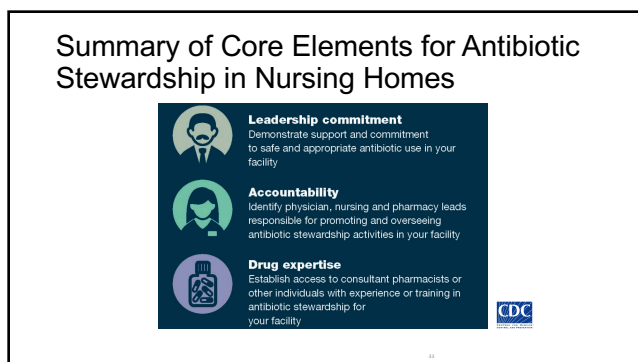 Summary of Core Elements for Antibiotic
Stewardship in Nursing Homes
Leadership commitment
Demonstrate support and commitment
to safe and appropriate antibiotic use in your
facility
Accountability
Identify physician, nursing and pharmacy leads
responsible for promoting and overseeing
antibiotic stewardship activities in your facility
Drug expertise
Establish access to consultant pharmacists or
other individuals with experience or training in
antibiotic stewardship for
your facility
CDC